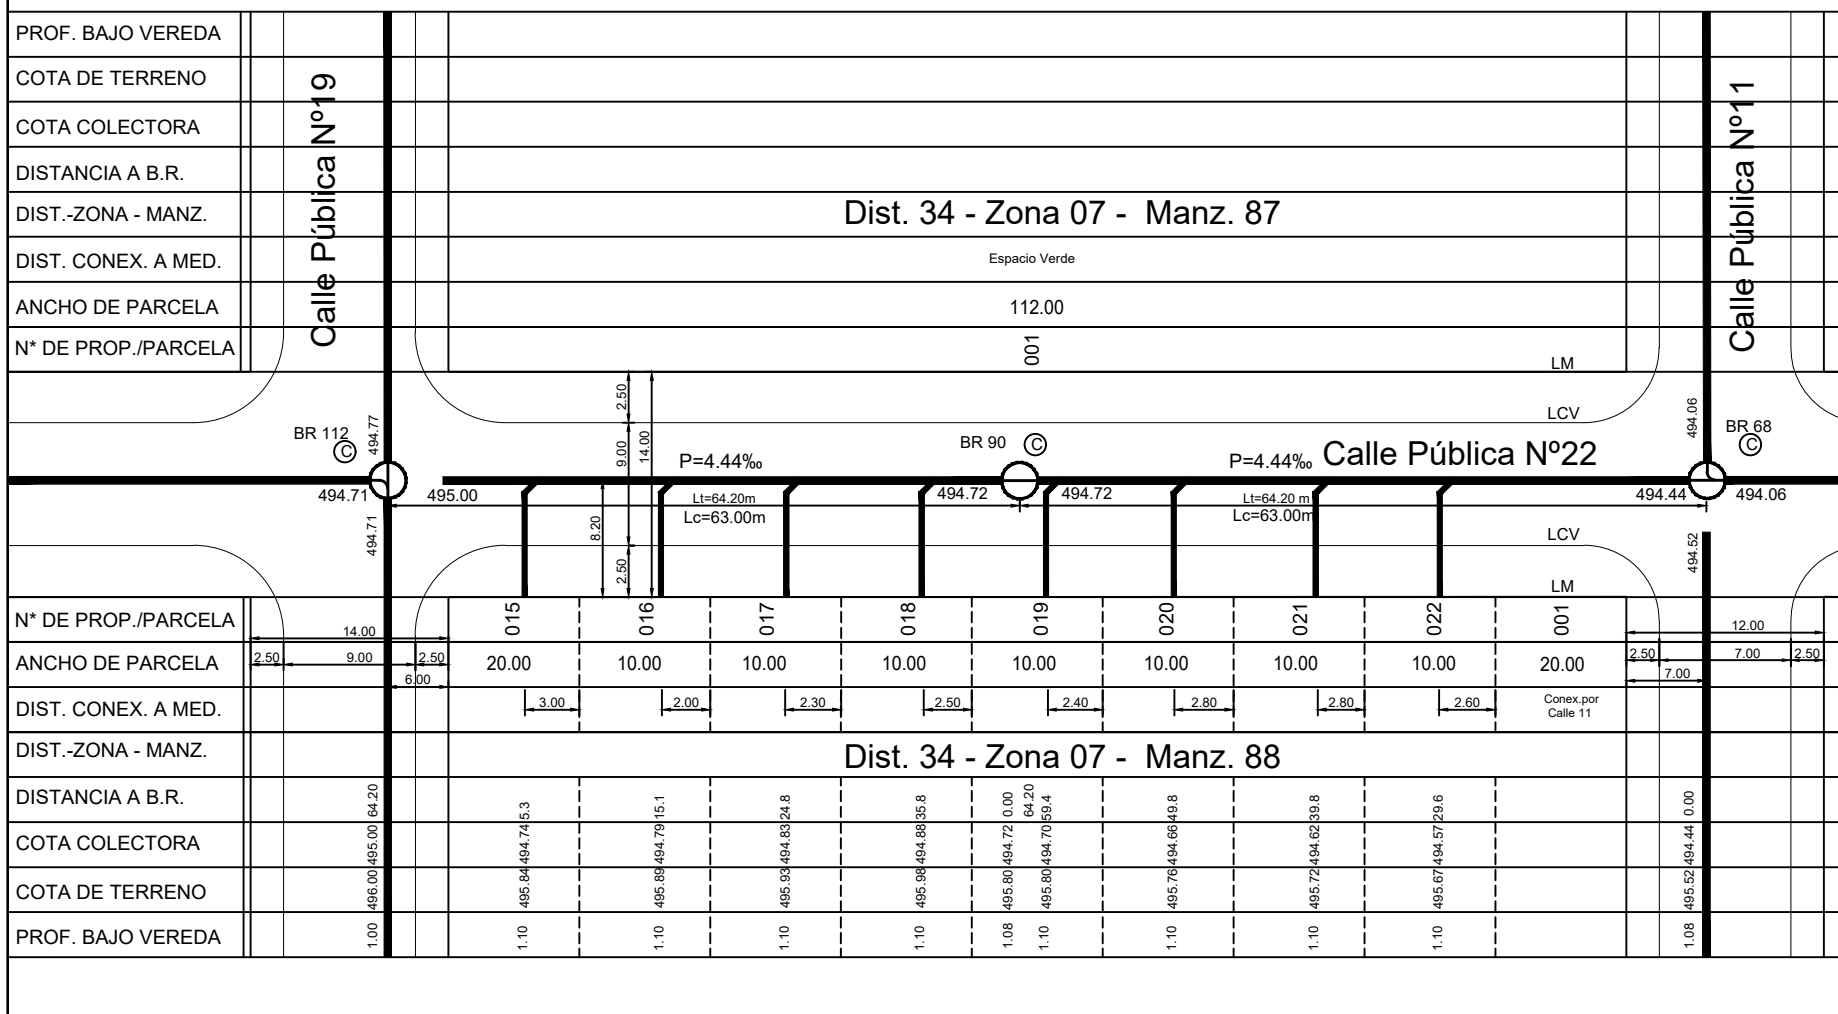 PROF. BAJO VEREDA
COTA DE TERRENO
COTA COLECTORA
DISTANCIA A B.R.
DIST.-ZONA - MANZ. Dist. 34 - Zona 07 - Manz. 87
DIST. CONEX. A MED. Espacio Verde
ANCHO DE PARCELA 112.00
N* DE PROP./PARCELA 001
Calle Pública Nº19
Calle Pública Nº11
LM
2.50
LCV
494.77
494.06
BR 112 C
9.00
14.00
BR 90 C
BR 68 C
P=4.44‰
P=4.44‰
Calle Pública Nº22
494.71
495.00
Lt=64.20m
494.72
494.72
Lt=64.20 m
494.44
494.06
Lc=63.00m
Lc=63.00m
494.71
8.20
2.50
LCV
494.52
LM
N* DE PROP./PARCELA 015 016 017 018 019 020 021 022 001
14.00
12.00
ANCHO DE PARCELA 2.50 9.00 2.50 20.00 10.00 10.00 10.00 10.00 10.00 10.00 10.00 20.00 2.50 7.00 2.50
6.00
7.00
DIST. CONEX. A MED. 3.00 2.00 2.30 2.50 2.40 2.80 2.80 2.60 Conex.por
Calle 11
DIST.-ZONA - MANZ. Dist. 34 - Zona 07 - Manz. 88
DISTANCIA A B.R. 64.20 5.3 15.1 24.8 35.8 0.00 64.20 59.4 49.8 39.8 29.6 0.00
COTA COLECTORA 495.00 494.74 494.79 494.83 494.88 494.72 494.70 494.66 494.62 494.57 494.44
COTA DE TERRENO 496.00 495.84 495.89 495.93 495.98 495.80 495.80 495.76 495.72 495.67 495.52
PROF. BAJO VEREDA 1.00 1.10 1.10 1.10 1.10 1.08 1.10 1.10 1.10 1.10 1.08